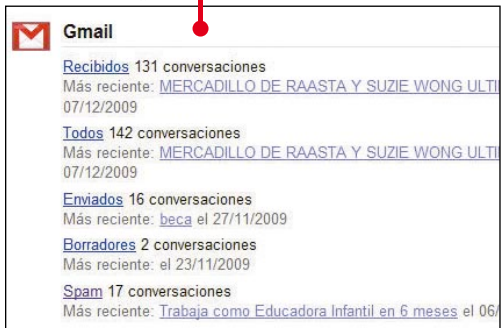 Gmail
Recibidos 131 conversaciones
Más reciente: MERCADILLO DE RAASTA Y SUZIE WONG ULTI
07/12/2009
Todos 142 conversaciones
Más reciente: MERCADILLO DE RAASTA Y SUZIE WONG ULTI
07/12/2009
Enviados 16 conversaciones
Más reciente: beca el 27/11/2009
Borradores 2 conversaciones
Más reciente: el 23/11/2009
Spam 17 conversaciones
Más reciente: Trabaja como Educadora Infantil en 6 meses el 06/